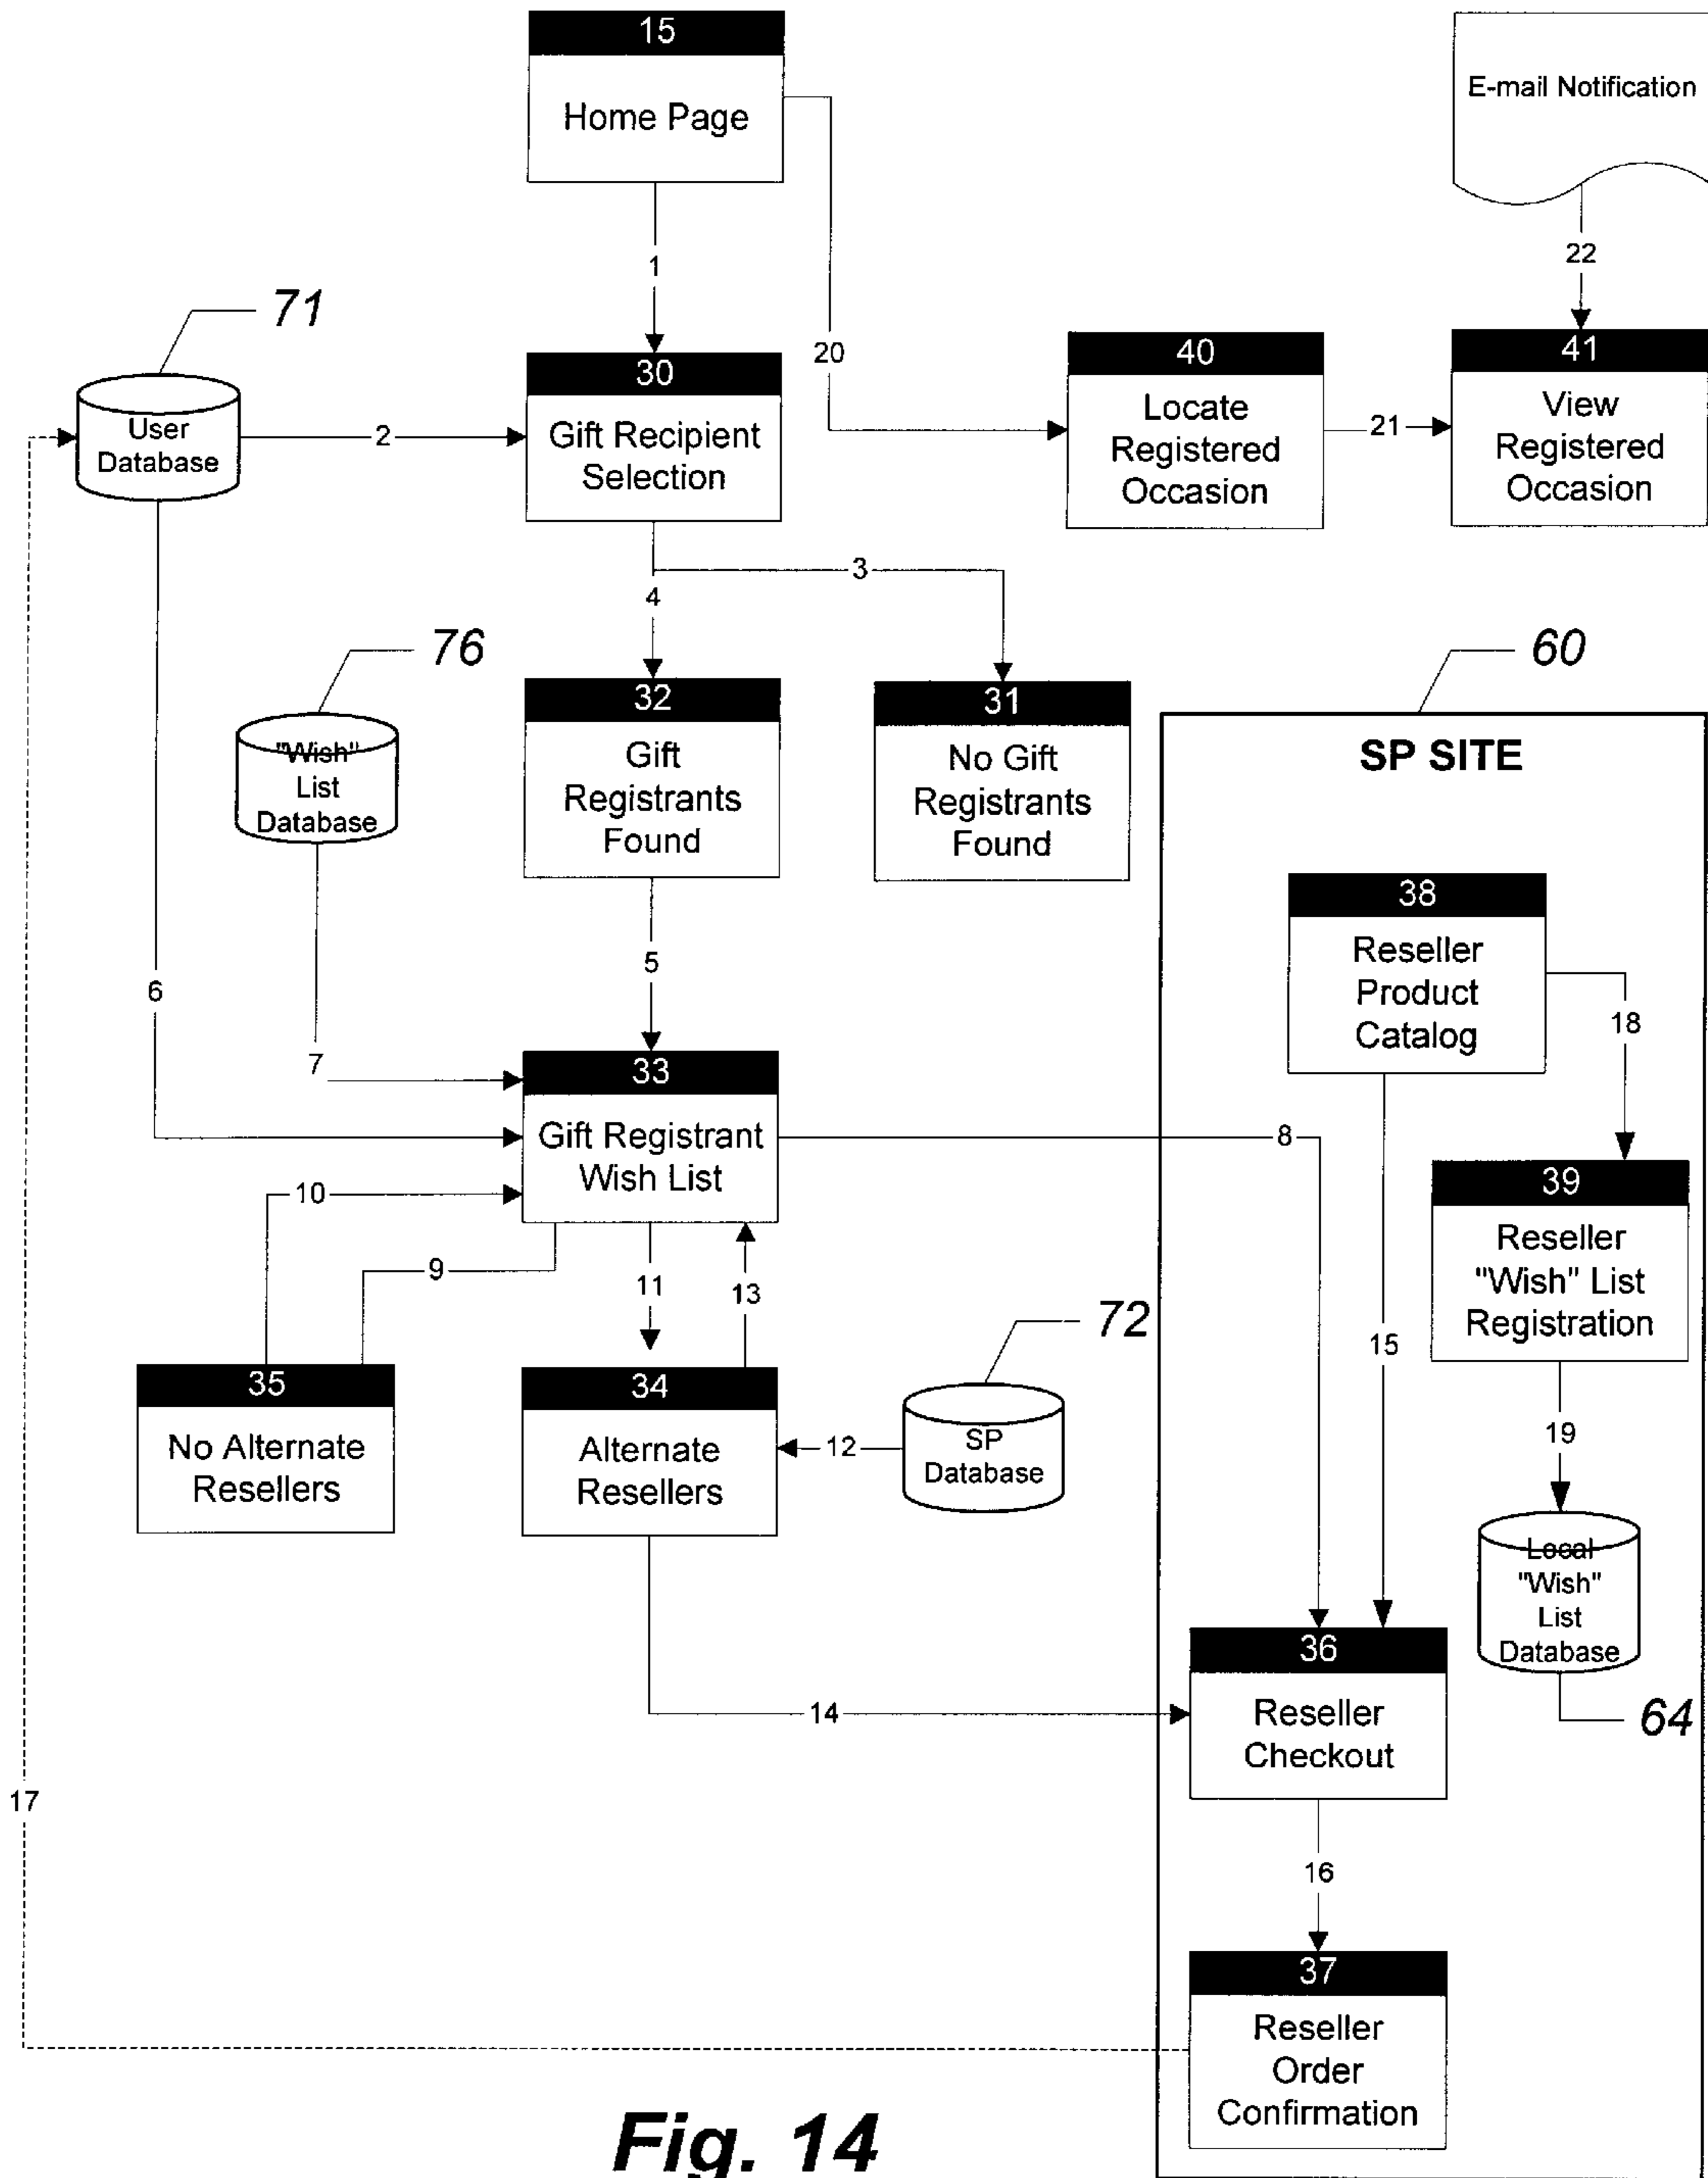 15
Home Page
E-mail Notification
1
22
71
20
30
Gift Recipient
Selection
40
Locate
Registered
Occasion
41
View
Registered
Occasion
User
Database
2
21
3
4
76
60
"Wish"
List
Database
32
Gift
Registrants
Found
31
No Gift
Registrants
Found
SP SITE
38
Reseller
Product
Catalog
5
6
18
7
33
Gift Registrant
Wish List
8
10
39
Reseller
"Wish" List
Registration
9
11
13
72
15
35
No Alternate
Resellers
34
Alternate
Resellers
12
SP
Database
19
Local
"Wish"
List
Database
36
Reseller
Checkout
14
64
17
16
37
Reseller
Order
Confirmation
Fig. 14